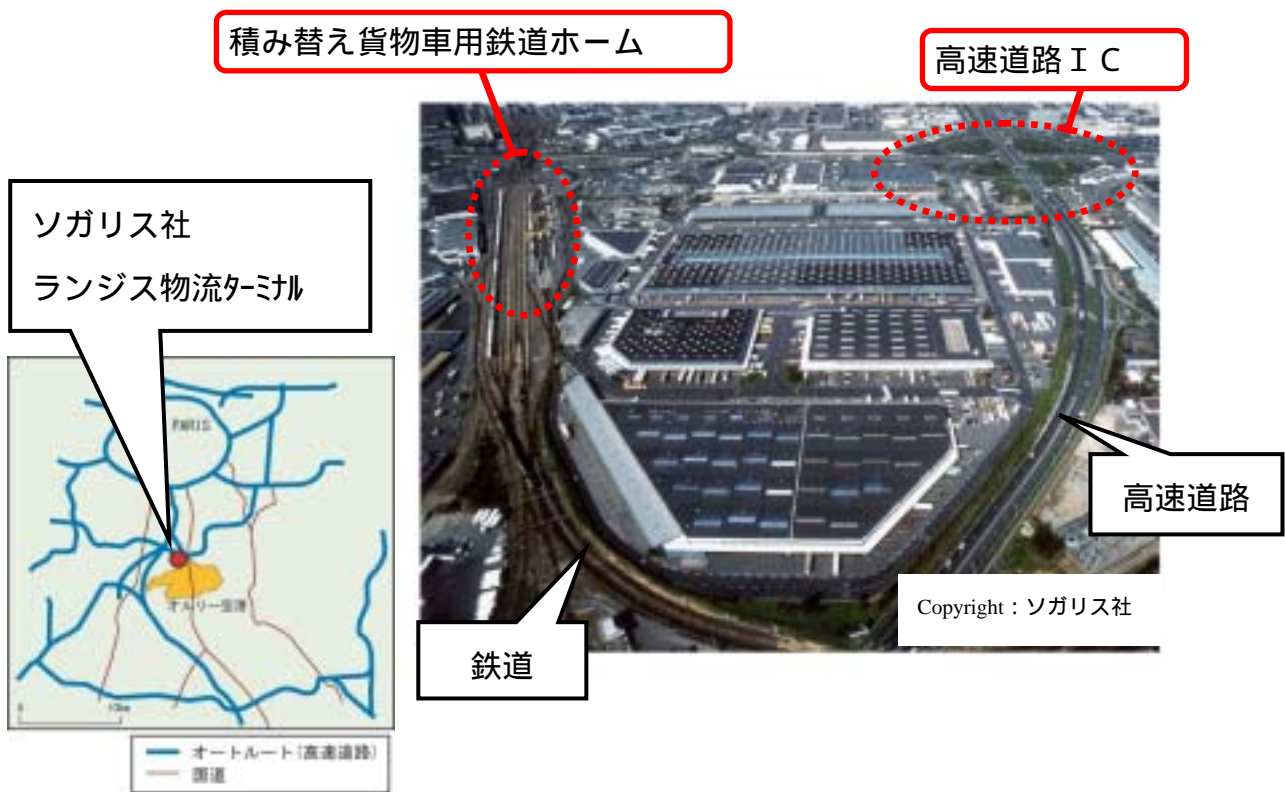 積み替え貨物車用鉄道ホーム
高速道路ＩＣ
ソガリス社
ランジス物流ﾀｰﾐﾅﾙ
PARIS
オルリー空港
高速道路
Copyright：ソガリス社
鉄道
0 10km
オートルート(高速道路)
国道